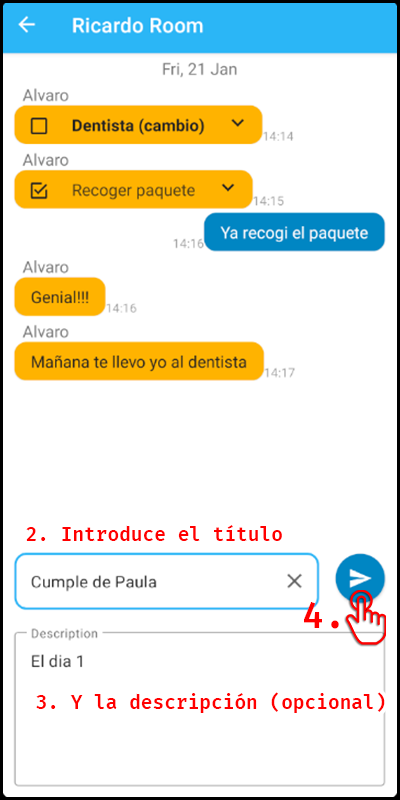 Ricardo Room
Fri, 21 Jan
Alvaro
Dentista (cambio)
14:14
Alvaro
Recoger paquete
14:15
14:16
Ya recogi el paquete
Alvaro
Genial!!!
14:16
Alvaro
Mañana te llevo yo al dentista
14:17
2. Introduce el título
Cumple de Paula
4.
Description
El dia 1
3. Y la descripción (opcional)